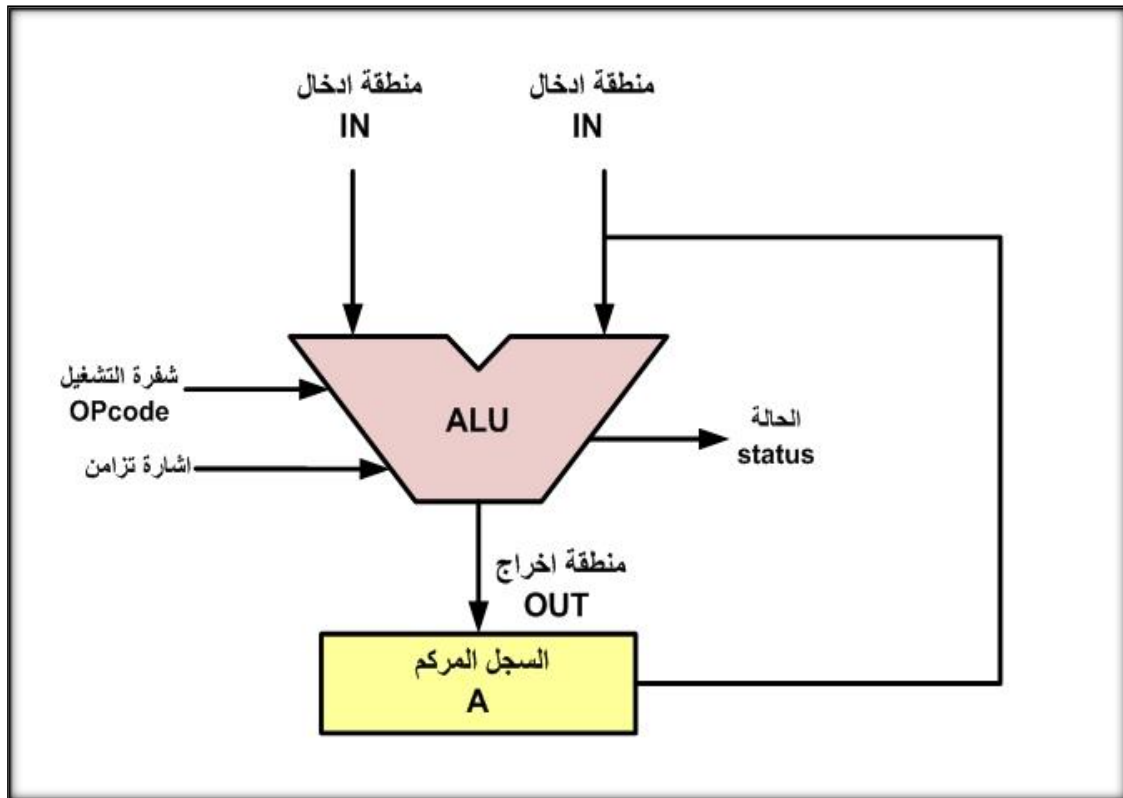 منطقة ادخال
IN
منطقة ادخال
IN
شفرة التشغيل
OPcode
اشارة تزامن
ALU
الحالة
status
منطقة اخراج
OUT
السجل المركم
A